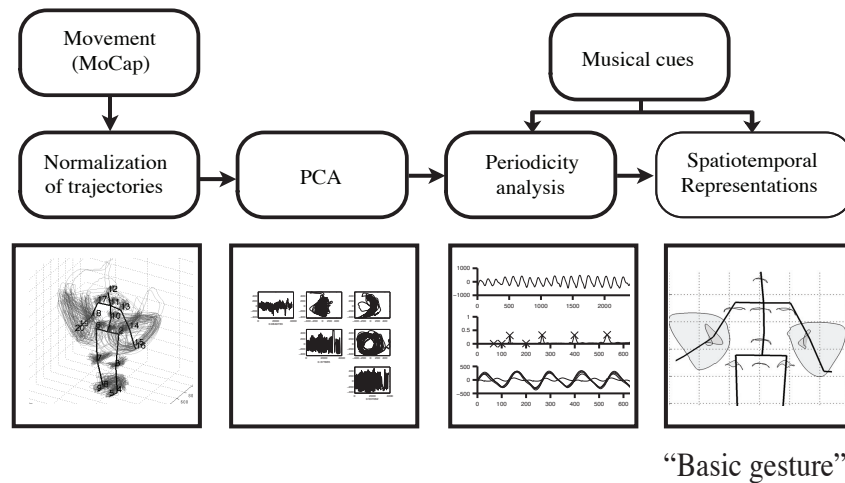 Movement
(MoCap)
Musical cues
Normalization
of trajectories
PCA
Periodicity
analysis
Spatiotemporal
Representations
1000
0
-1000
0 500 1000 1500 2000
1
0.5
0
0 100 200 300 400 500 600
500
0
-500
0 100 200 300 400 500 600
"Basic gesture"